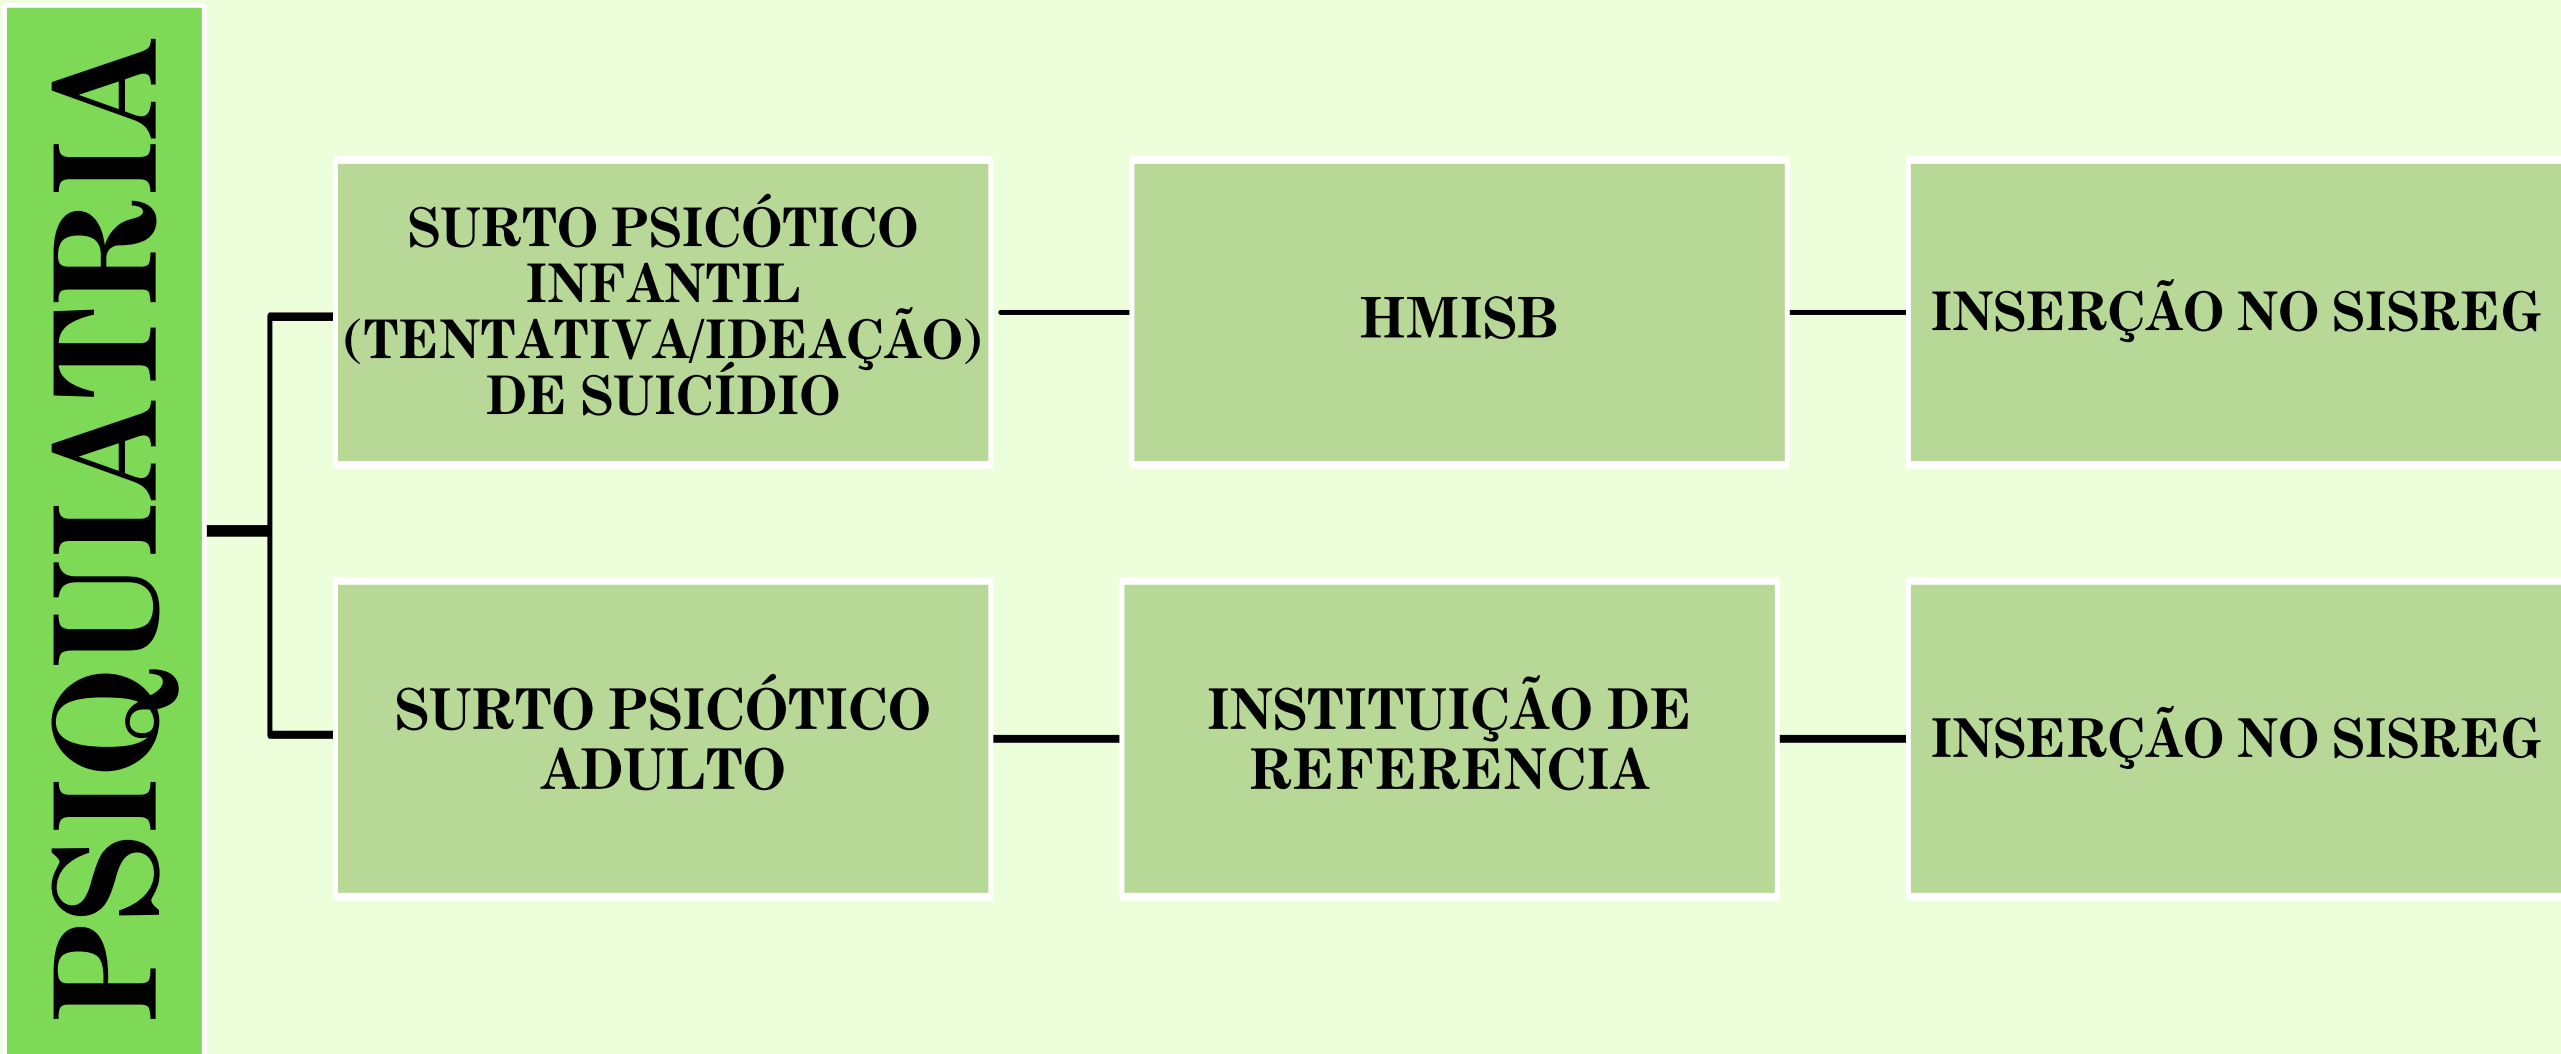 PSIQUIATRIA
SURTO PSICÓTICO
INFANTIL
(TENTATIVA/IDEAÇÃO)
DE SUICÍDIO
HMISB
INSERÇÃO NO SISREG
SURTO PSICÓTICO
ADULTO
INSTITUIÇÃO DE
REFERENCIA
INSERÇÃO NO SISREG